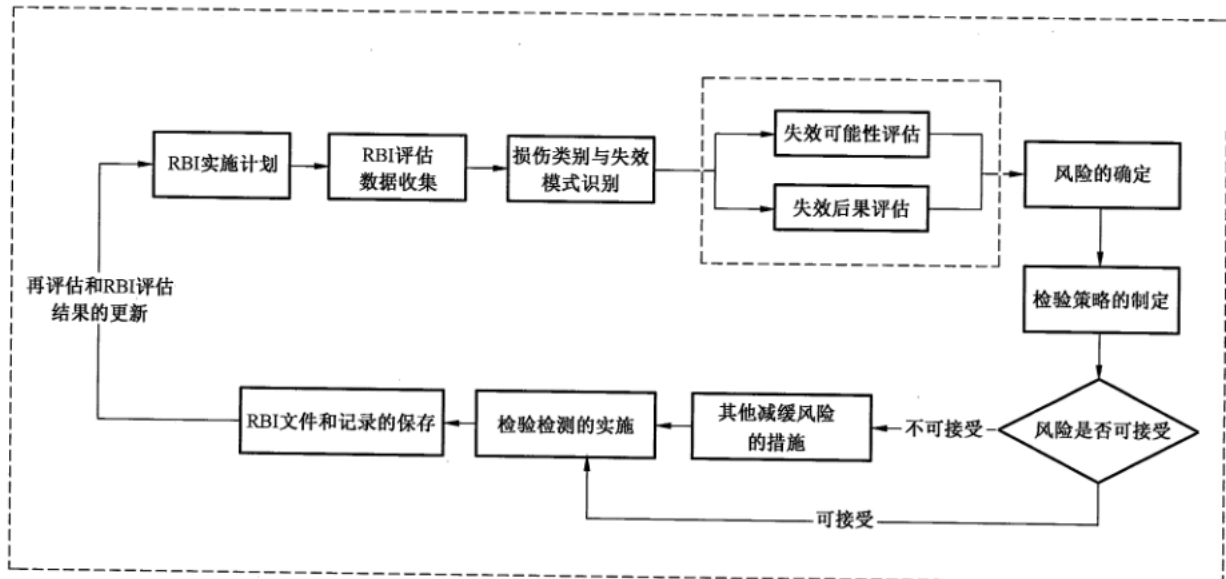 RBI实施计划
RBI评估
数据收集
损伤类别与失效
模式识别
失效可能性评估
失效后果评估
风险的确定
检验策略的制定
风险是否可接受
不可接受
其他减缓风险
的措施
可接受
检验检测的实施
RBI文件和记录的保存
再评估和RBI评估
结果的更新